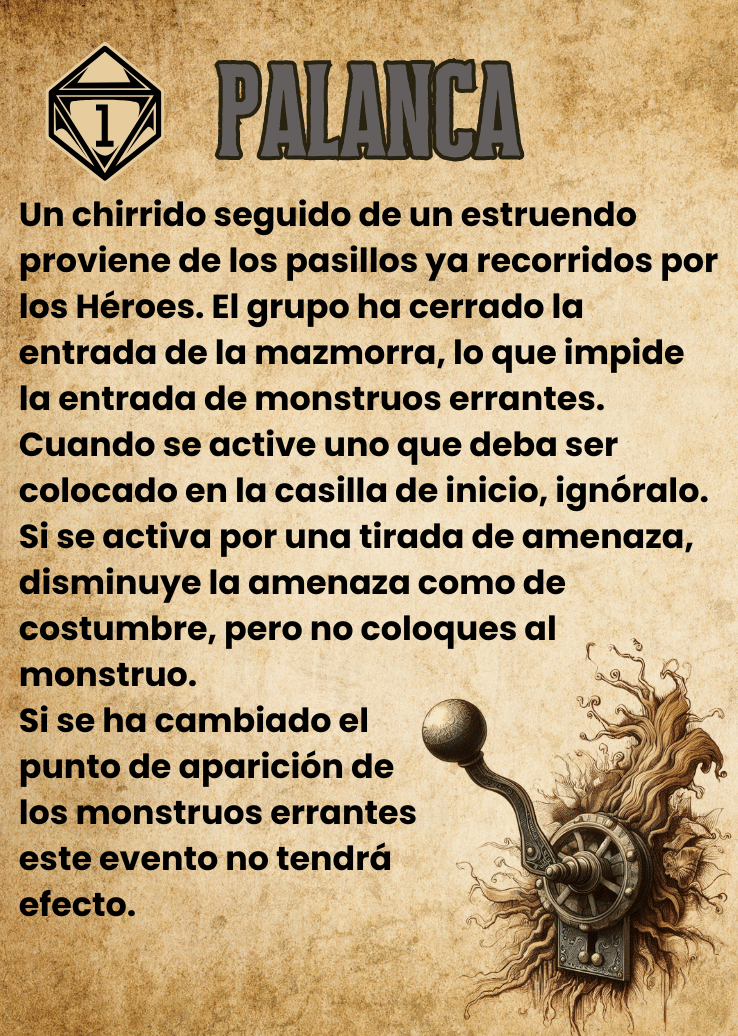 1
PALANCA
Un chirrido seguido de un estruendo
proviene de los pasillos ya recorridos por
los Héroes. El grupo ha cerrado la
entrada de la mazmorra, lo que impide
la entrada de monstruos errantes.
Cuando se active uno que deba ser
colocado en la casilla de inicio, ignóralo.
Si se activa por una tirada de amenaza,
disminuye la amenaza como de
costumbre, pero no coloques al
monstruo.
Si se ha cambiado el
punto de aparición de
los monstruos errantes
este evento no tendrá
efecto.